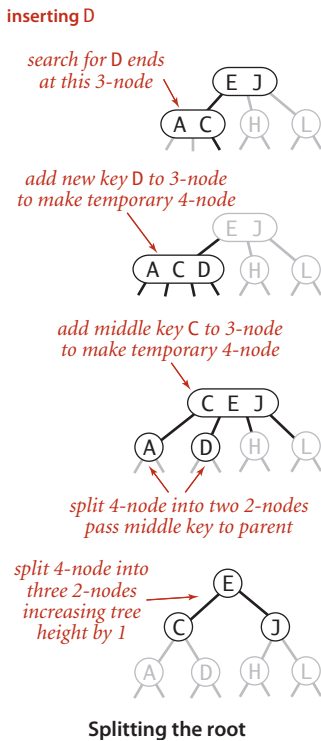 inserting D
search for D ends
at this 3-node
E J
A C H L
add new key D to 3-node
to make temporary 4-node
E J
A C D H L
add middle key C to 3-node
to make temporary 4-node
C E J
A D H L
split 4-node into two 2-nodes
pass middle key to parent
split 4-node into
three 2-nodes
increasing tree
height by 1
E
C J
A D H L
Splitting the root